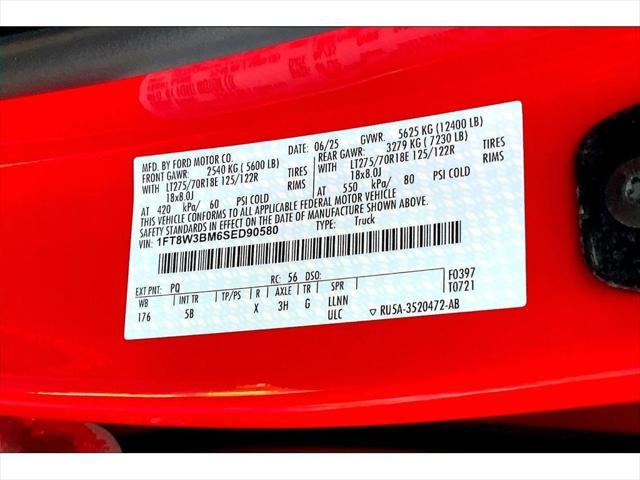 MFD. BY FORD MOTOR CO.
DATE: 06/25 GVWR: 5625 KG (12400 LB)
FRONT GAWR: 2540 KG ( 5600 LB) REAR GAWR: 3279 KG ( 7230 LB)
WITH LT275/70R18E 125/122R TIRES WITH LT275/70R18E 125/122R TIRES
18x8.0J RIMS 18x8.0J RIMS
AT 420 kPa/ 60 PSI COLD AT 550 kPa/ 80 PSI COLD
THIS VEHICLE CONFORMS TO ALL APPLICABLE FEDERAL MOTOR VEHICLE
SAFETY STANDARDS IN EFFECT ON THE DATE OF MANUFACTURE SHOWN ABOVE.
VIN: 1FT8W3BM6SED90580 TYPE: Truck
EXT PNT: PQ RC: 56 DSO: F0397
WB INT TR TP/PS R AXLE TR SPR T0721
176 5B X 3H G LLNN
ULC ▽ RU5A-3520472-AB